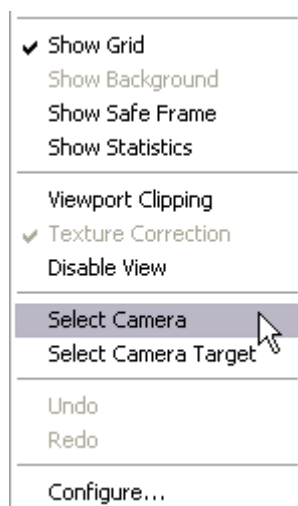 Show Grid
Show Background
Show Safe Frame
Show Statistics
Viewport Clipping
Texture Correction
Disable View
Select Camera
Select Camera Target
Undo
Redo
Configure...